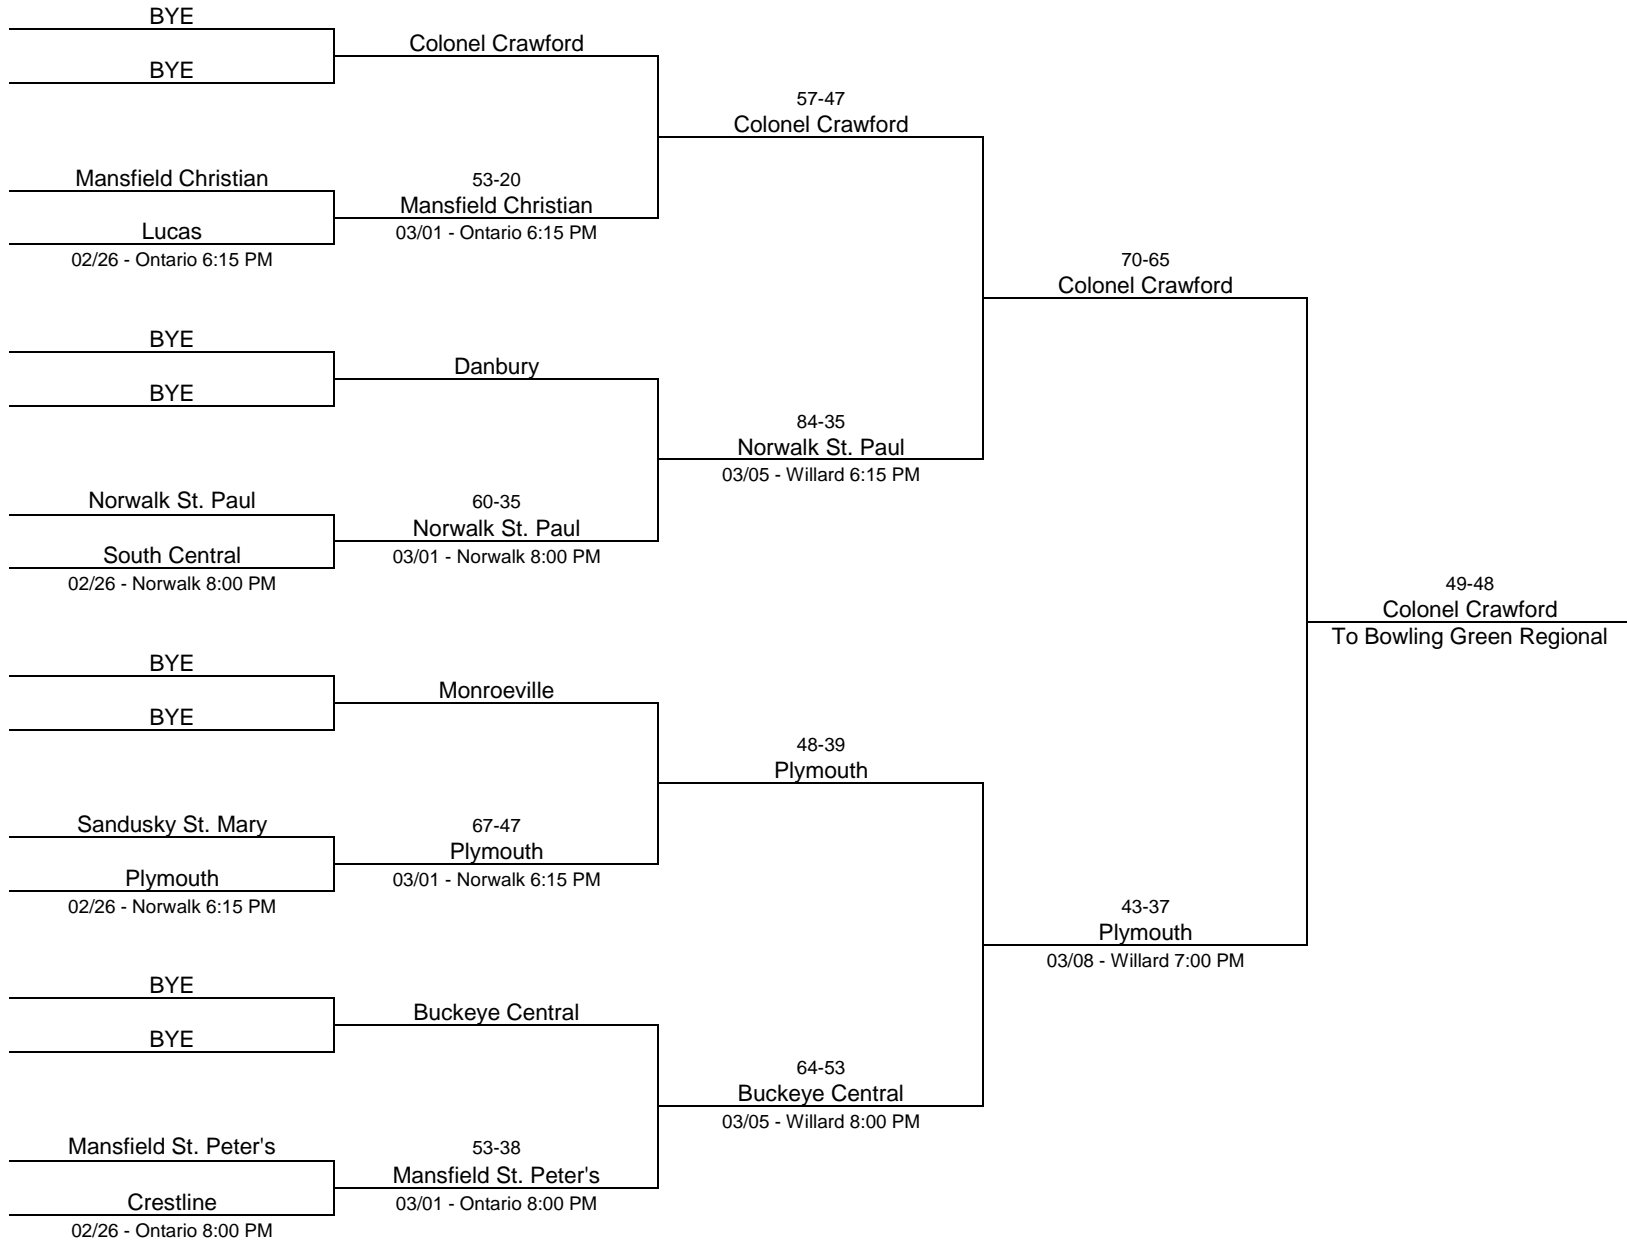 BYE
BYE
Mansfield Christian
Lucas
02/26 - Ontario 6:15 PM
BYE
BYE
Norwalk St. Paul
South Central
02/26 - Norwalk 8:00 PM
BYE
BYE
Sandusky St. Mary
Plymouth
02/26 - Norwalk 6:15 PM
BYE
BYE
Mansfield St. Peter's
Crestline
02/26 - Ontario 8:00 PM
Colonel Crawford
53-20
Mansfield Christian
03/01 - Ontario 6:15 PM
Danbury
60-35
Norwalk St. Paul
03/01 - Norwalk 8:00 PM
Monroeville
67-47
Plymouth
03/01 - Norwalk 6:15 PM
Buckeye Central
53-38
Mansfield St. Peter's
03/01 - Ontario 8:00 PM
57-47
Colonel Crawford
84-35
Norwalk St. Paul
03/05 - Willard 6:15 PM
48-39
Plymouth
64-53
Buckeye Central
03/05 - Willard 8:00 PM
70-65
Colonel Crawford
43-37
Plymouth
03/08 - Willard 7:00 PM
49-48
Colonel Crawford
To Bowling Green Regional